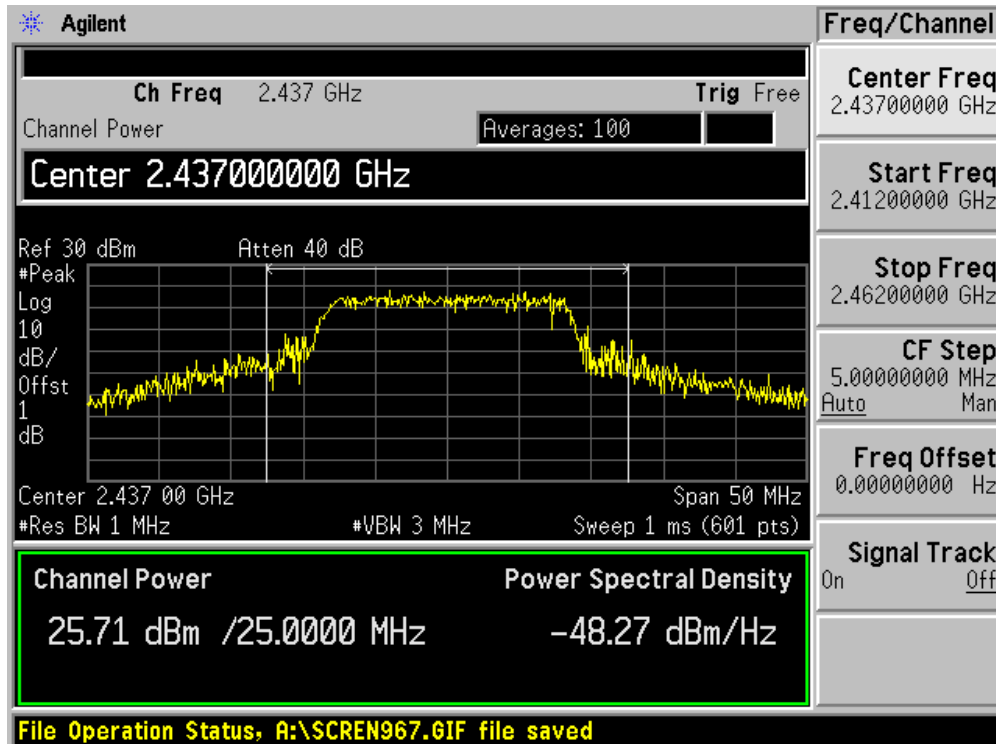 Agilent
Freq/Channel
Ch Freq 2.437 GHz Trig Free
Channel Power Averages: 100
Center 2.437000000 GHz
Ref 30 dBm Atten 40 dB
#Peak
Log
10
dB/
Offst
1
dB
Center 2.437 00 GHz Span 50 MHz
#Res BW 1 MHz #VBW 3 MHz Sweep 1 ms (601 pts)
Channel Power Power Spectral Density
25.71 dBm /25.0000 MHz -48.27 dBm/Hz
File Operation Status, A:\SCREN967.GIF file saved
Center Freq
2.43700000 GHz
Start Freq
2.41200000 GHz
Stop Freq
2.46200000 GHz
CF Step
5.00000000 MHz
Auto Man
Freq Offset
0.00000000 Hz
Signal Track
On Off